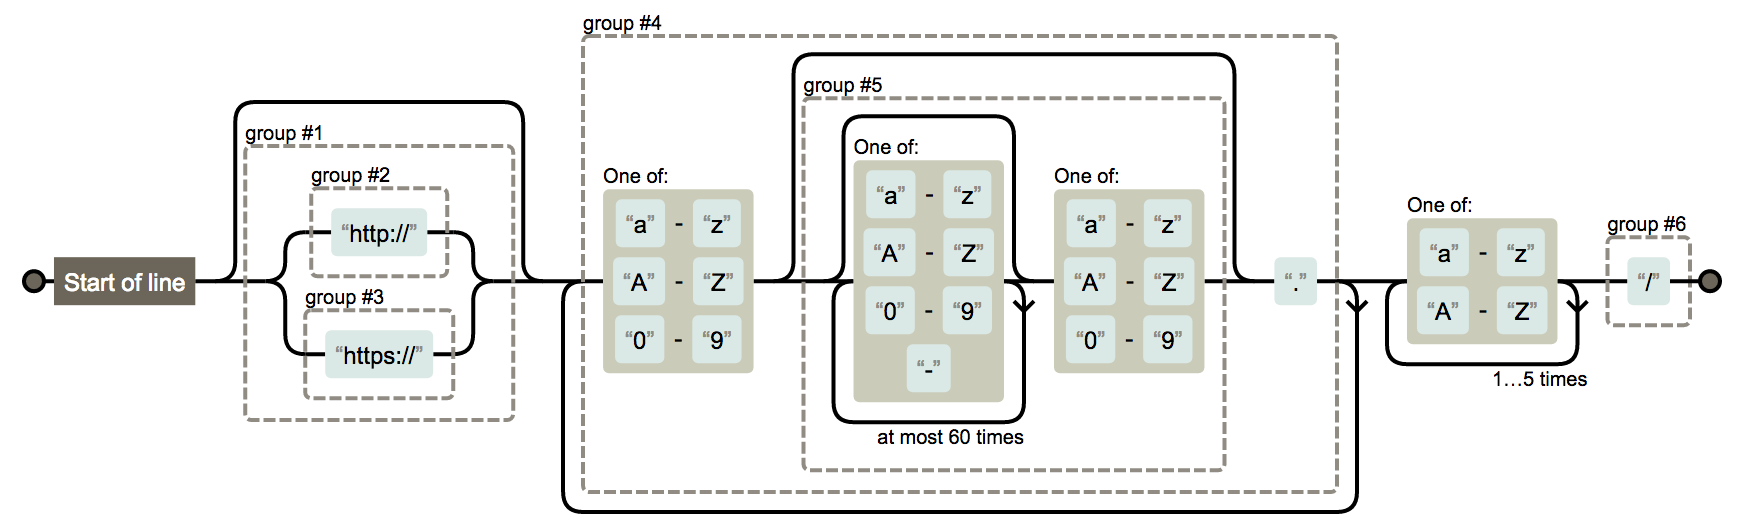 group #4
group #5
group #1
One of:
“a” - “z”
“A” - “Z”
“0” - “9”
“-”
at most 60 times
group #2
“http://”
group #3
“https://”
Start of line
One of:
“a” - “z”
“A” - “Z”
“0” - “9”
One of:
“a” - “z”
“A” - “Z”
“0” - “9”
“.”
One of:
“a” - “z”
“A” - “Z”
1...5 times
group #6
“/”